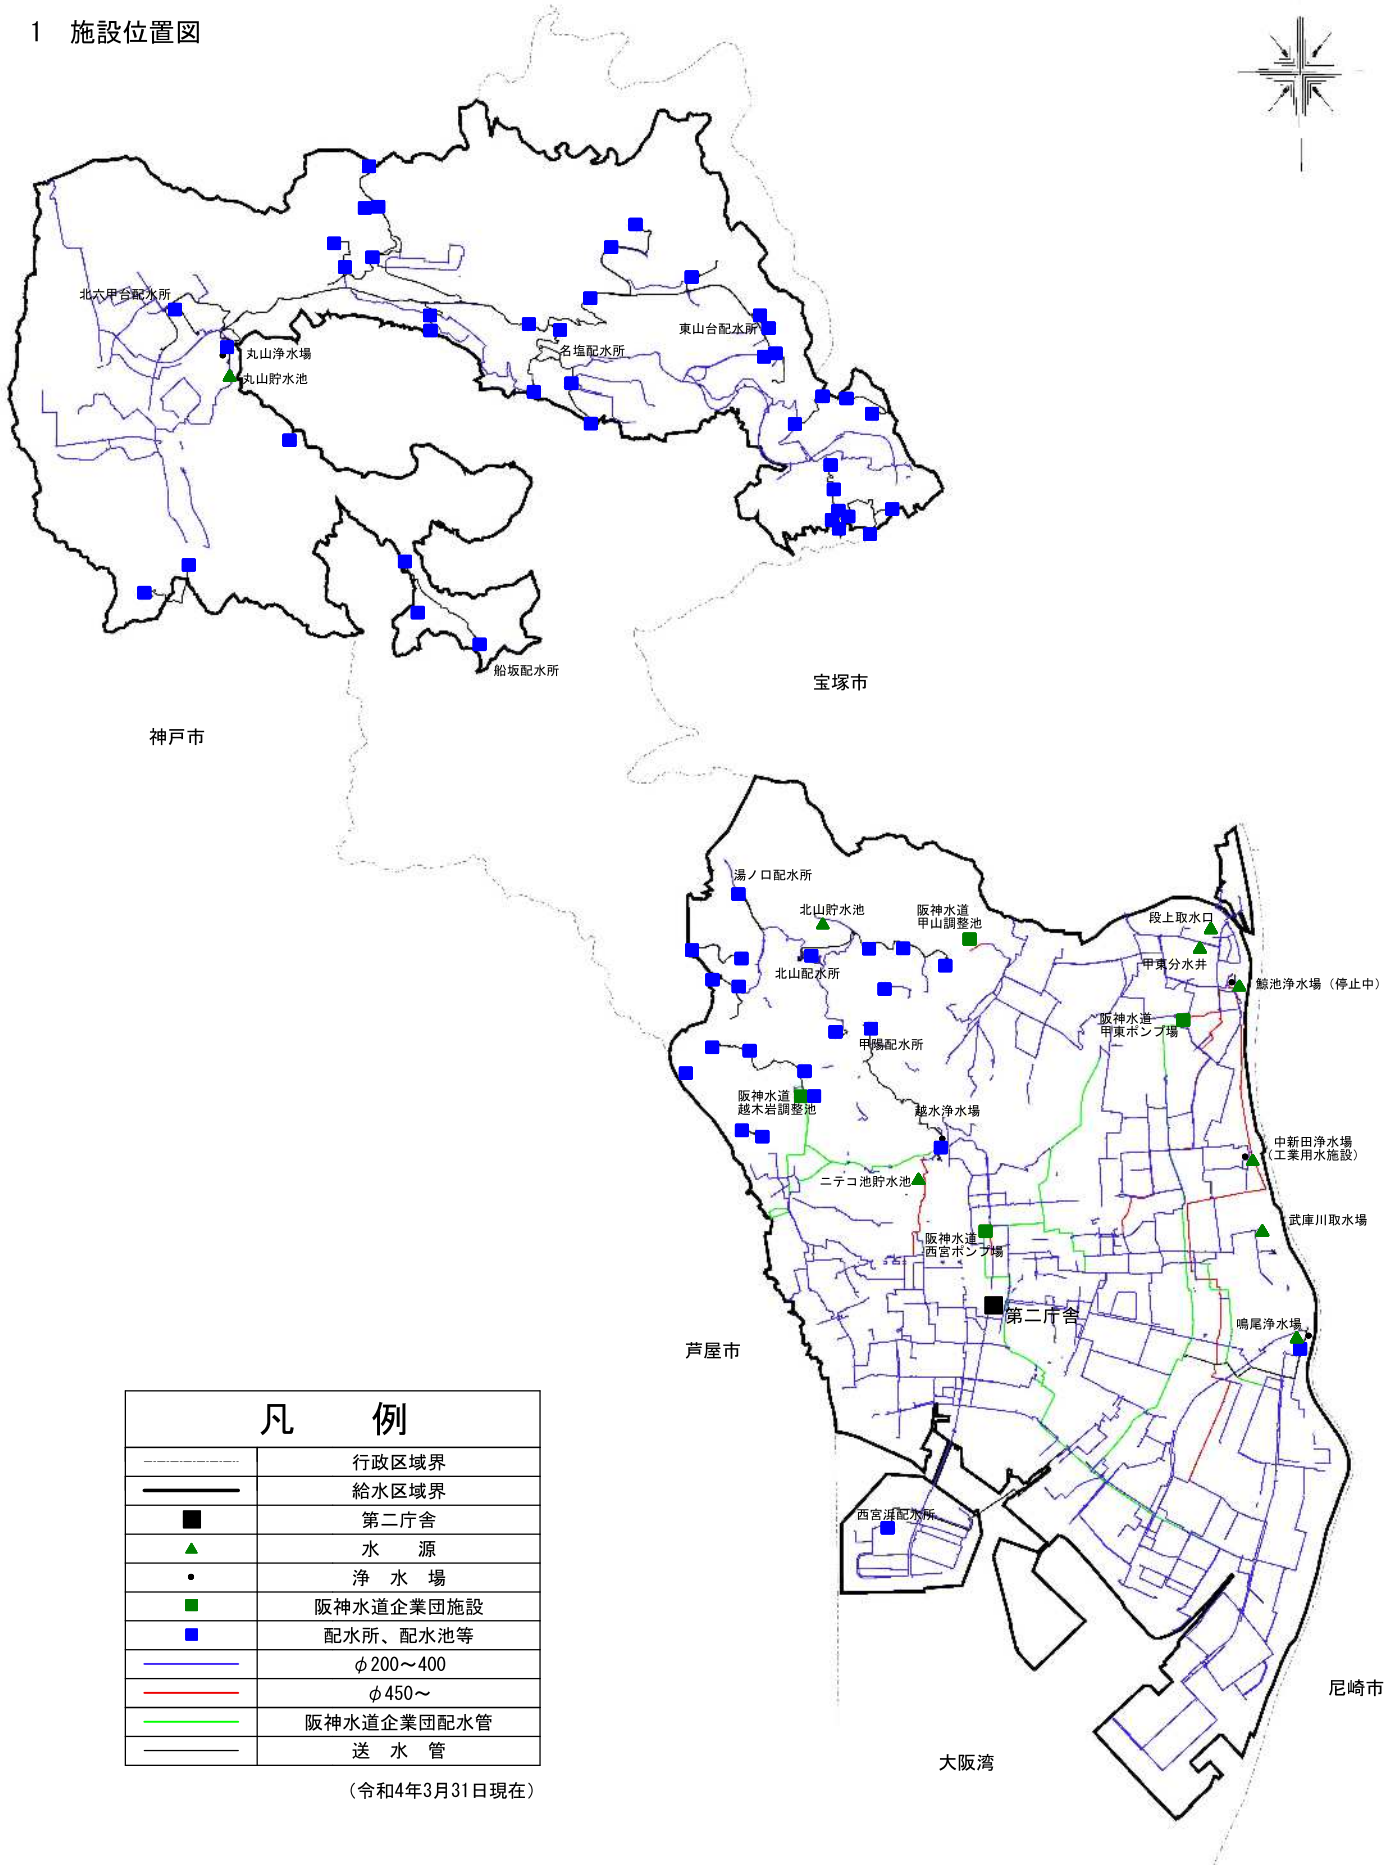 1　施設位置図
北六甲台配水所
丸山浄水場
丸山貯水池
東山台配水所
名塩配水所
船坂配水所
宝塚市
神戸市
湯ノ口配水所
北山貯水池
阪神水道
甲山調整池
段上取水口
北山配水所
甲東分水井
鯨池浄水場（停止中）
阪神水道
甲東ポンプ場
甲陽配水所
阪神水道
越木岩調整池
越水浄水場
中新田浄水場
（工業用水施設）
ニテコ池貯水池
武庫川取水場
阪神水道
西宮ポンプ場
第二庁舎
鳴尾浄水場
芦屋市
西宮浜配水所
凡　例
行政区域界
給水区域界
第二庁舎
水　源
浄　水　場
阪神水道企業団施設
配水所、配水池等
φ200～400
φ450～
阪神水道企業団配水管
送　水　管
（令和4年3月31日現在）
尼崎市
大阪湾